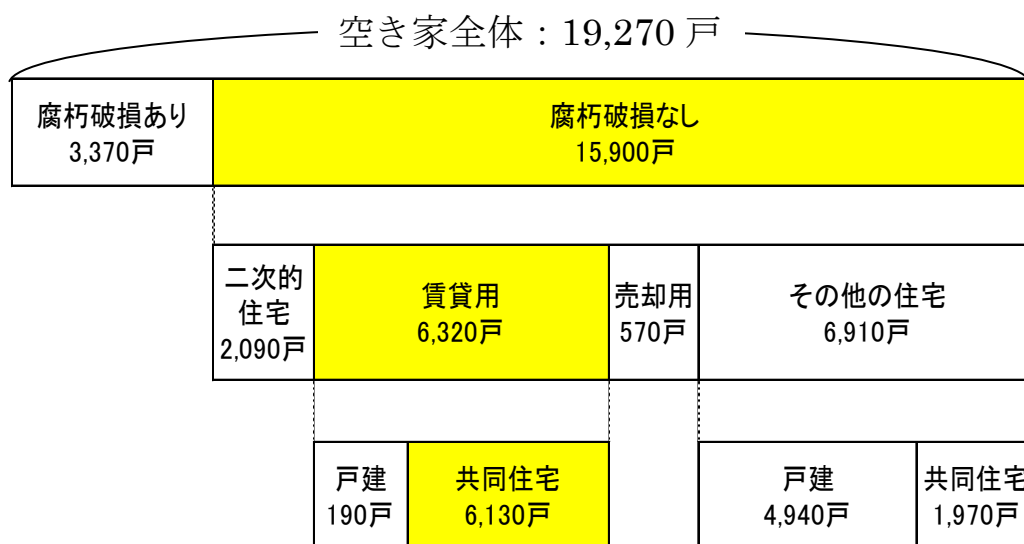 空き家全体：19,270 戸
腐朽破損あり
3,370戸
腐朽破損なし
15,900戸
二次的
住宅
2,090戸
賃貸用
6,320戸
売却用
570戸
その他の住宅
6,910戸
戸建
190戸
共同住宅
6,130戸
戸建
4,940戸
共同住宅
1,970戸